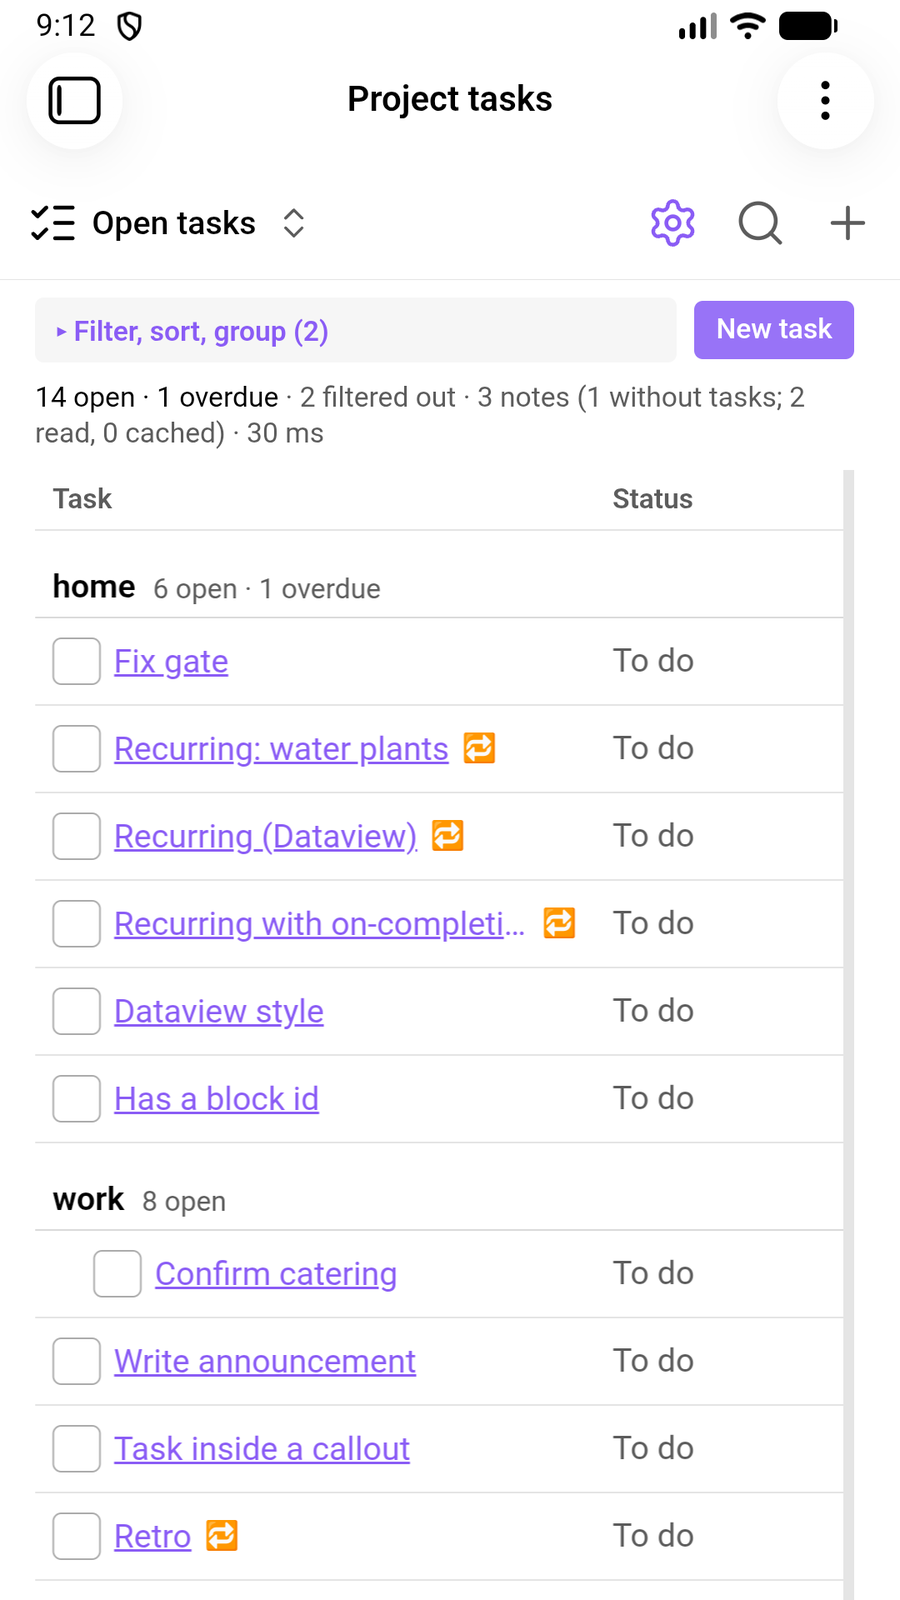 9:12
Project tasks
Open tasks
▸ Filter, sort, group (2)
New task
14 open · 1 overdue · 2 filtered out · 3 notes (1 without tasks; 2
read, 0 cached) · 30 ms
Task Status
home 6 open · 1 overdue
Fix gate To do
Recurring: water plants 🔁 To do
Recurring (Dataview) 🔁 To do
Recurring with on-completi… 🔁 To do
Dataview style To do
Has a block id To do
work 8 open
Confirm catering To do
Write announcement To do
Task inside a callout To do
Retro 🔁 To do